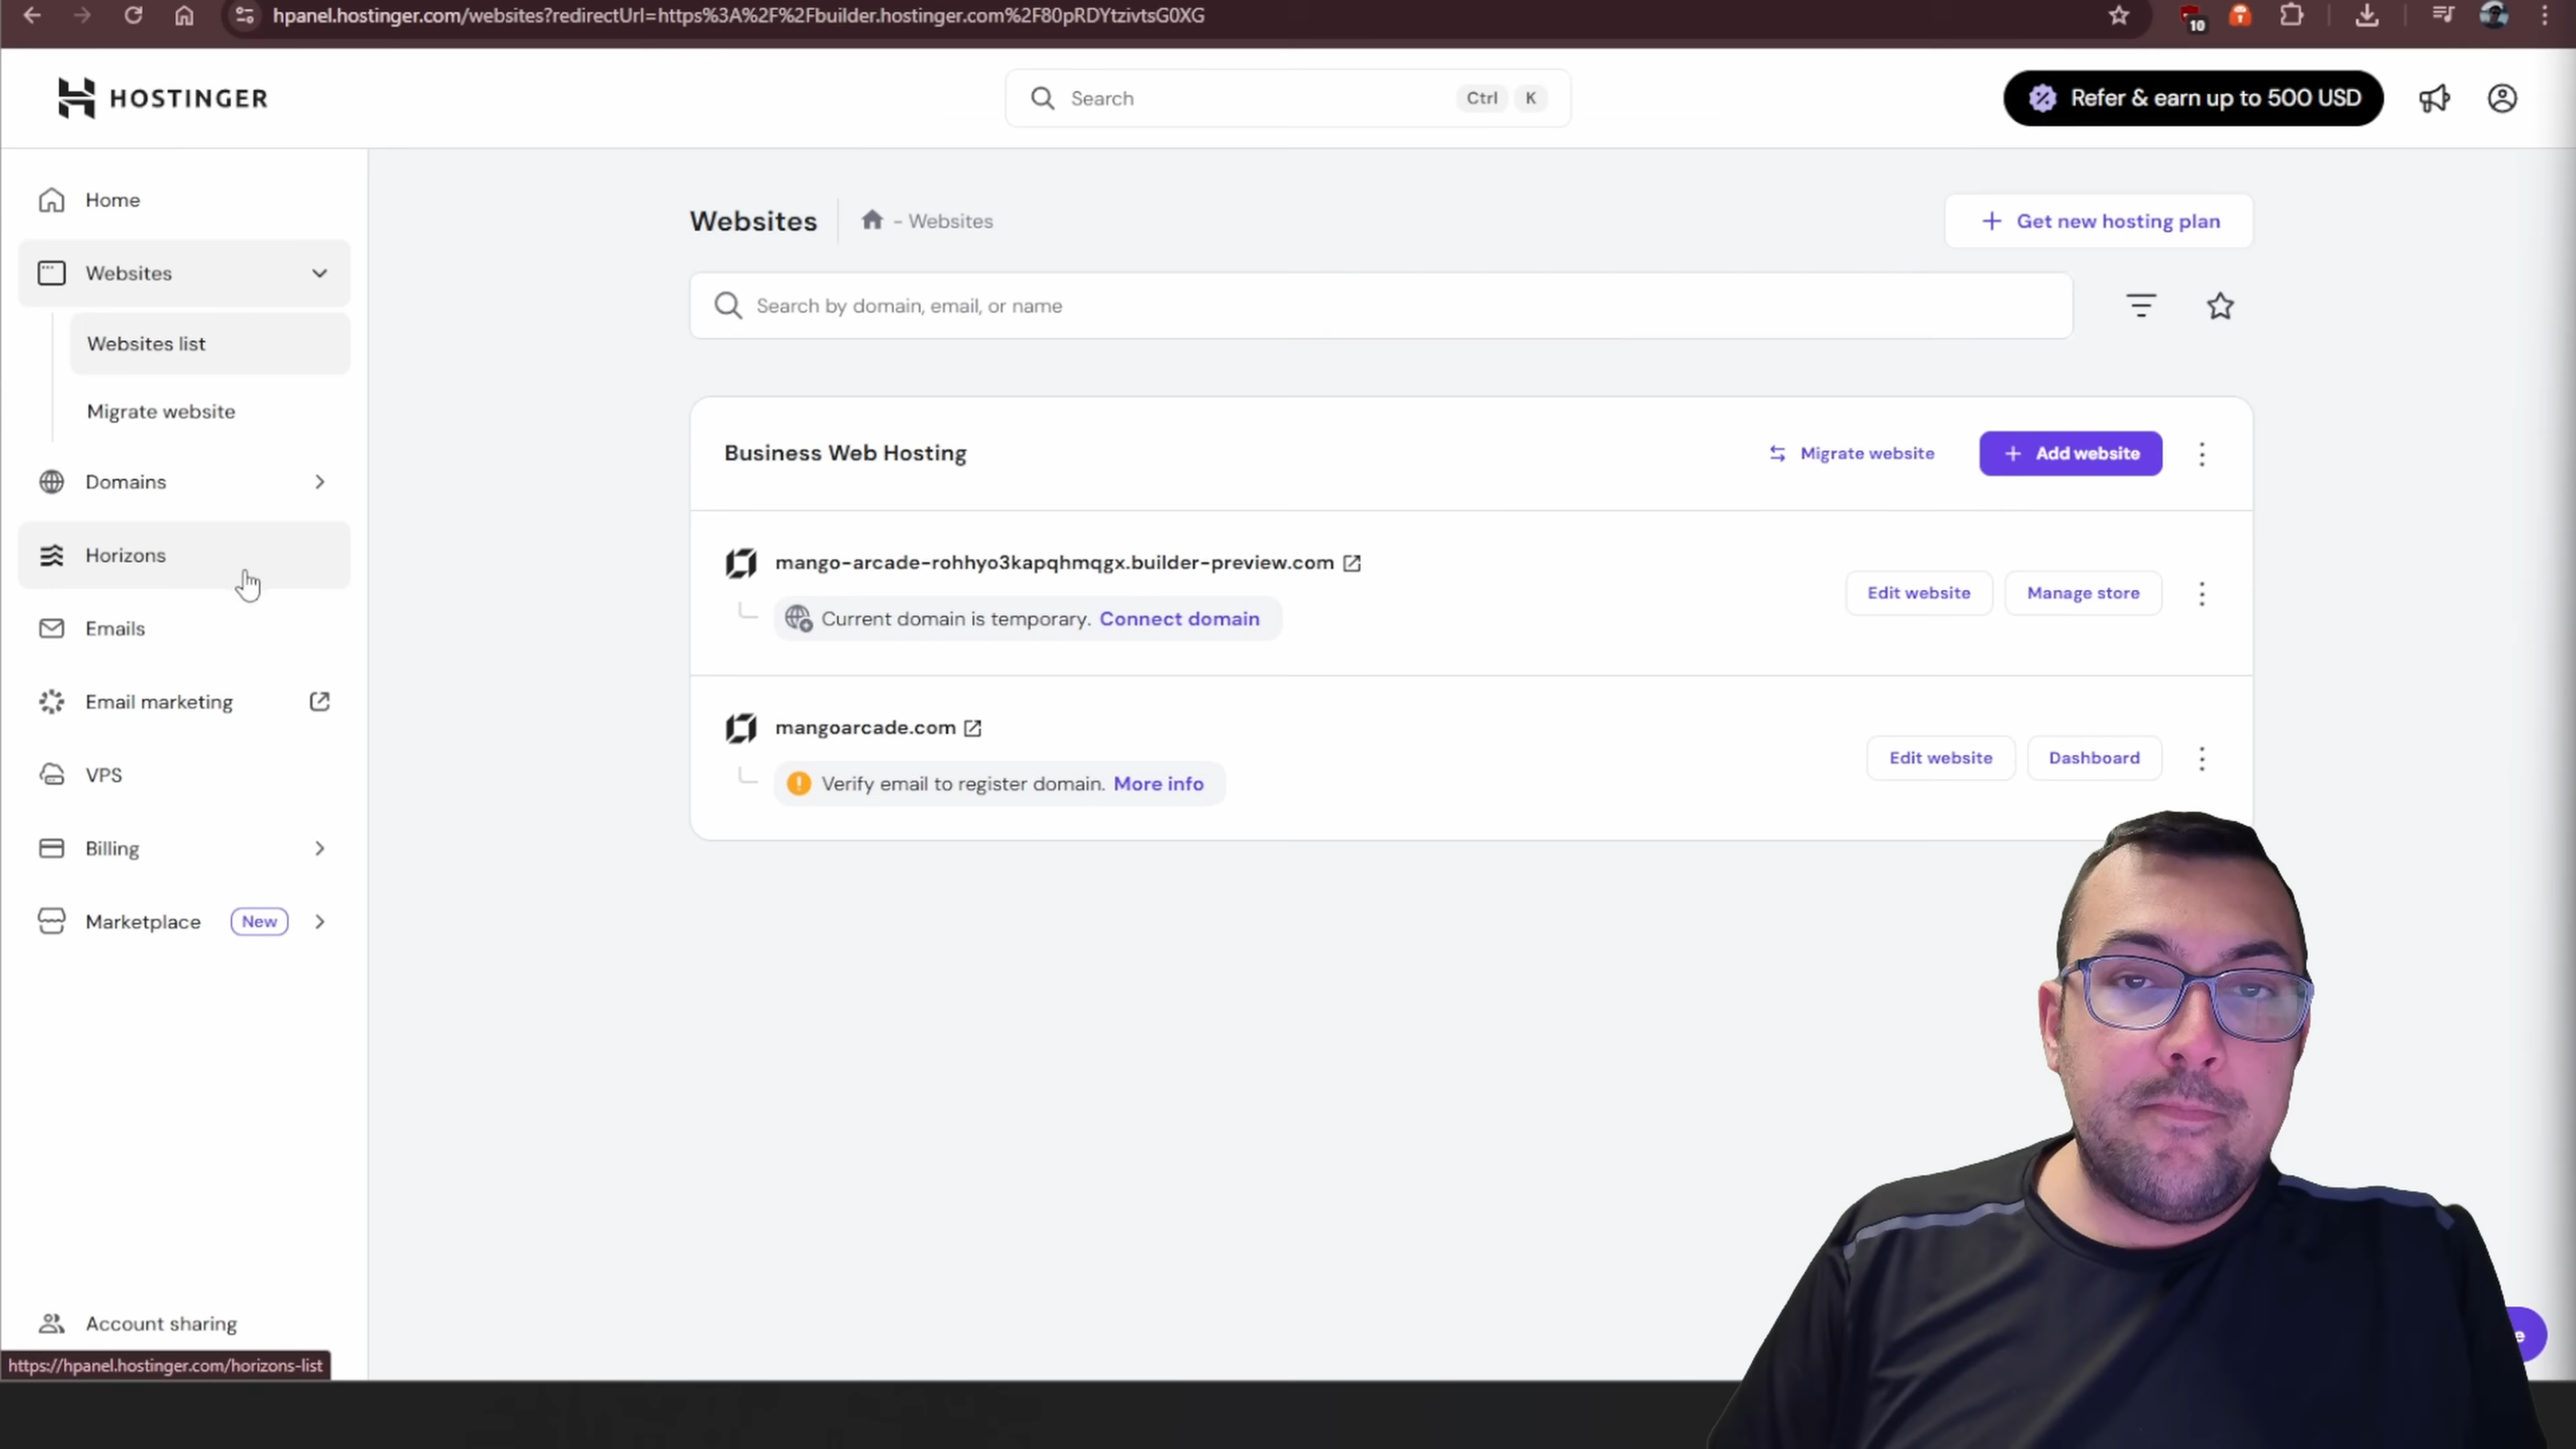 hpanel.hostinger.com/websites?redirectUrl=https%3A%2F%2Fbuilder.hostinger.com%2F80pRDYtzivtsG0XG
10
HOSTINGER
Search
Ctrl K
Refer & earn up to 500 USD
Home
Websites
Websites list
Migrate website
Domains
Horizons
Emails
Email marketing
VPS
Billing
Marketplace New
Account sharing
https://hpanel.hostinger.com/horizons-list
Websites
- Websites
+ Get new hosting plan
Search by domain, email, or name
Business Web Hosting
Migrate website
+ Add website
mango-arcade-rohhyo3kapqhmqgx.builder-preview.com
Current domain is temporary. Connect domain
Edit website
Manage store
mangoarcade.com
Verify email to register domain. More info
Edit website
Dashboard